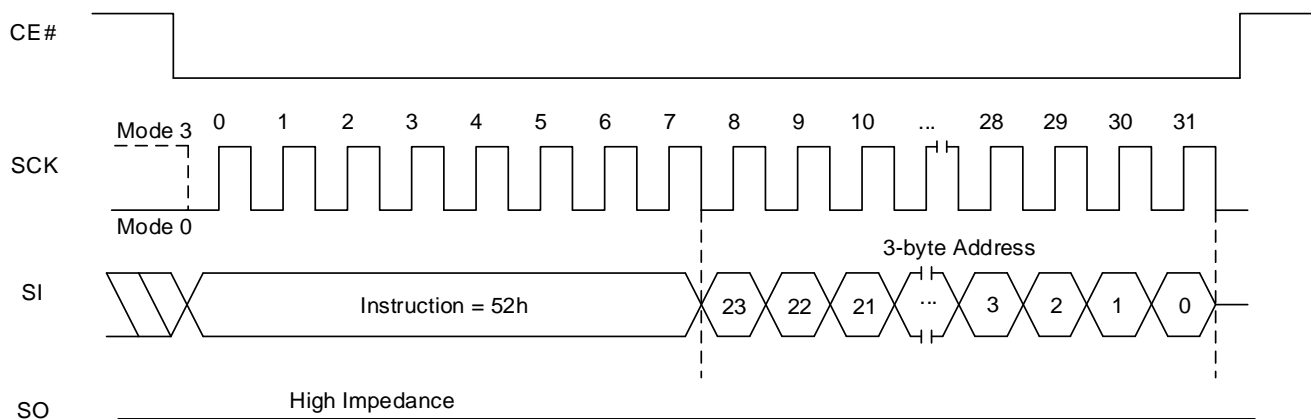 CE#
Mode 3
0 1 2 3 4 5 6 7 8 9 10 ... 28 29 30 31
SCK
Mode 0
3-byte Address
SI
Instruction = 52h
23 22 21 ... 3 2 1 0
High Impedance
SO